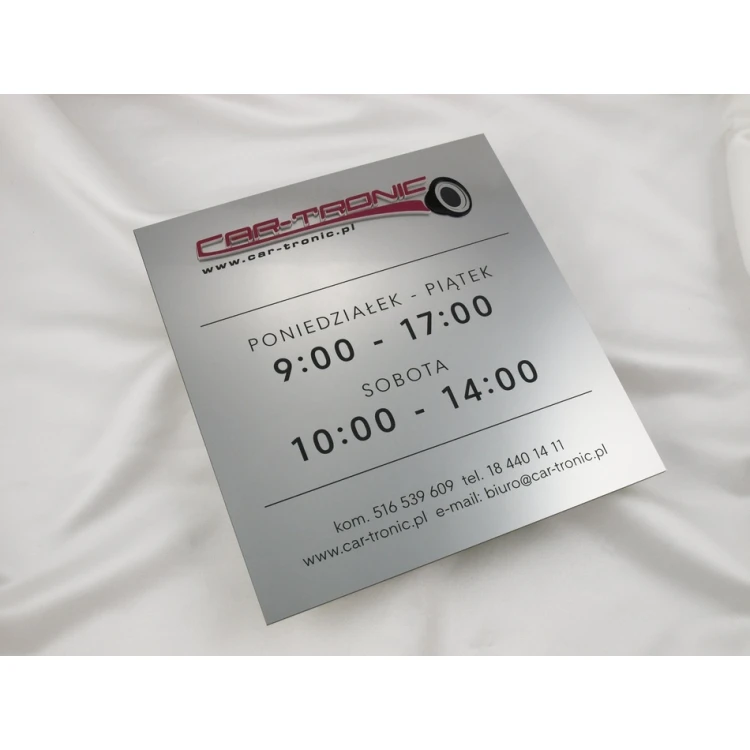 CAR-TRONIC
www.car-tronic.pl
PONIEDZIAŁEK - PIĄTEK
9:00 - 17:00
SOBOTA
10:00 - 14:00
kom. 516 539 609 tel. 18 440 14 11
www.car-tronic.pl e-mail: biuro@car-tronic.pl